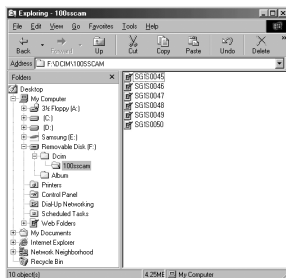 Exploring - 100sscam
File Edit View Go Favorites Tools Help
Back Forward Up Cut Copy Paste Undo Delete »
Address F:\DCIM\100SSCAM
Folders ×
Desktop
My Computer
3½ Floppy (A:)
(C:)
(D:)
Samsung (E:)
Removable Disk (F:)
Dcim
100sscam
Album
Printers
Control Panel
Dial-Up Networking
Scheduled Tasks
Web Folders
My Documents
Internet Explorer
Network Neighborhood
Recycle Bin
SGIS0045
SGIS0046
SGIS0047
SGIS0048
SGIS0049
SGIS0050
10 object(s) 4.25MB My Computer